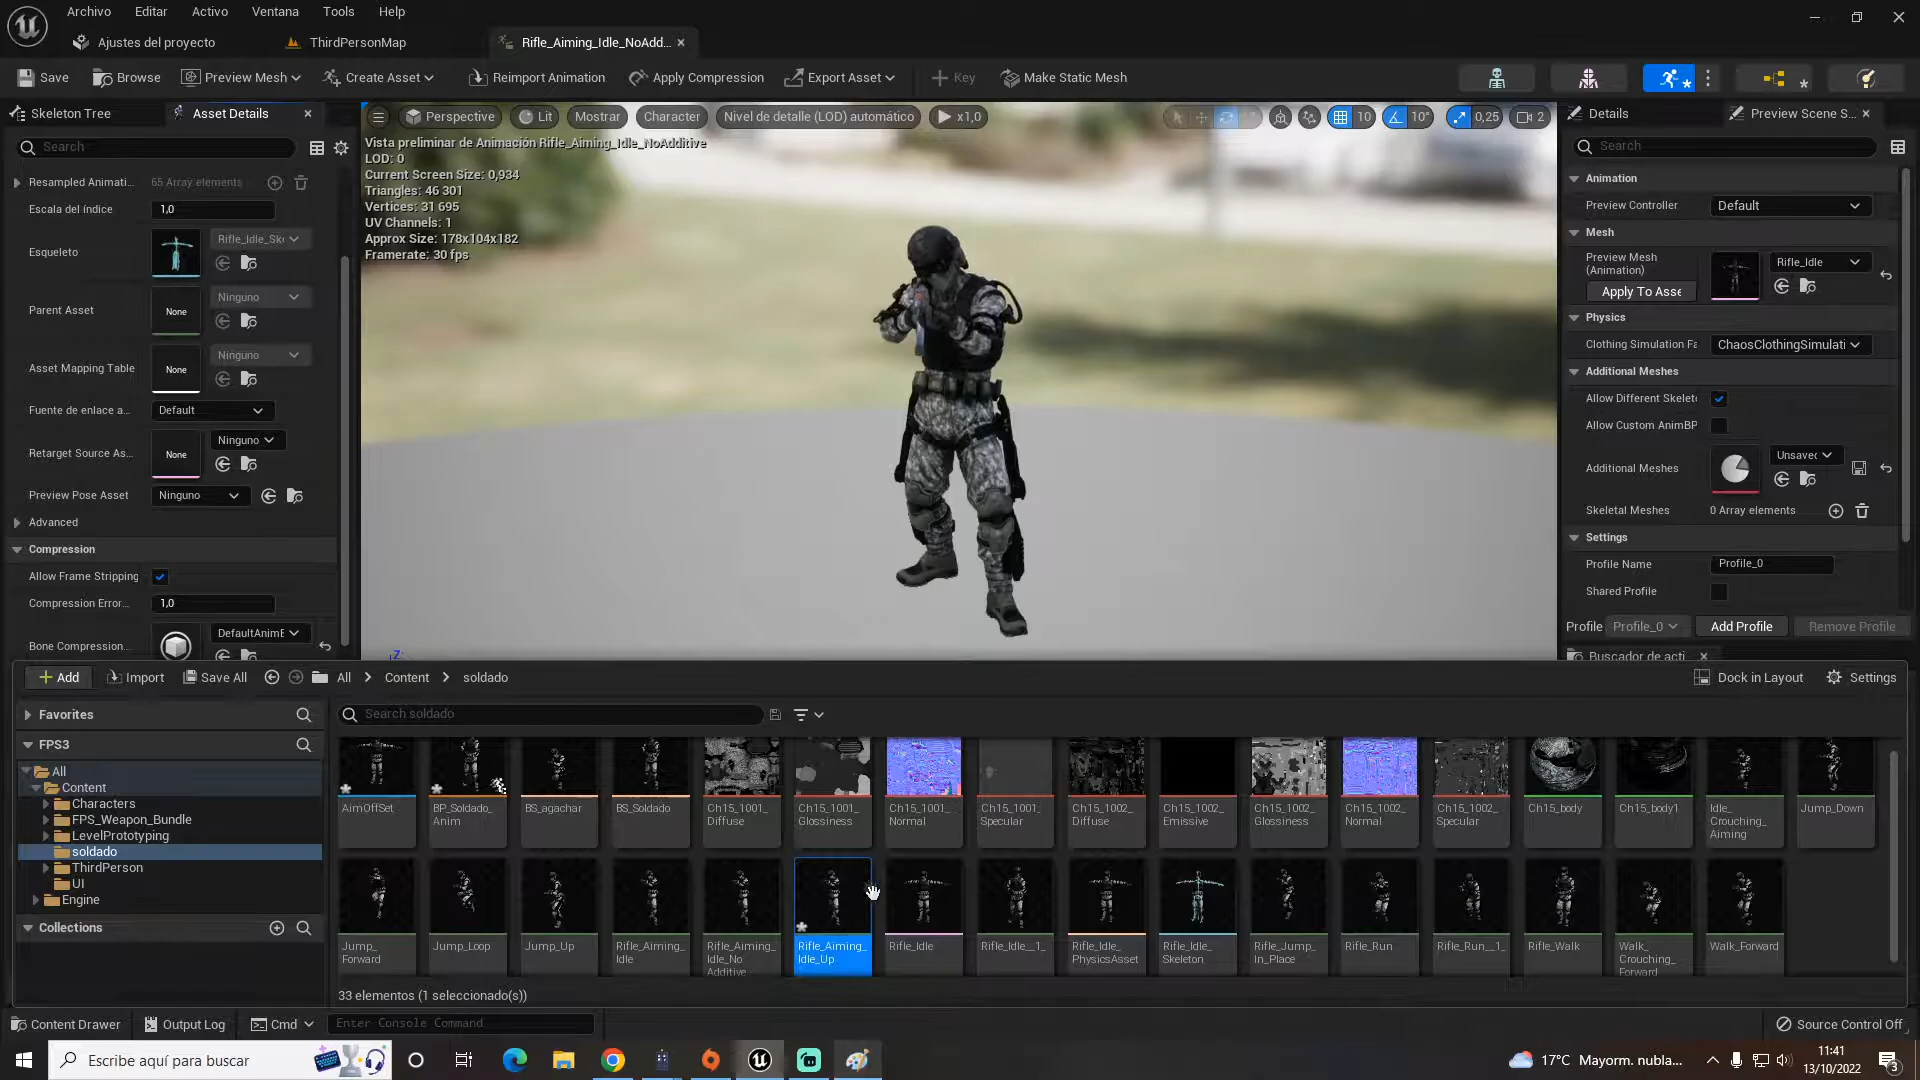 Archivo
Editar
Activo
Ventana
Tools
Help
Ajustes del proyecto
ThirdPersonMap
Rifle_Aiming_Idle_NoAdd...
Save
Browse
Preview Mesh
Create Asset
Reimport Animation
Apply Compression
Export Asset
Key
Make Static Mesh
Skeleton Tree
Asset Details
Search
Resampled Animati...
65 Array elements
Escala del índice
1,0
Esqueleto
Rifle_Idle_Ske
Parent Asset
None
Ninguno
Asset Mapping Table
None
Ninguno
Fuente de enlace a...
Default
Retarget Source As...
None
Ninguno
Preview Pose Asset
Ninguno
Advanced
Compression
Allow Frame Stripping
Compression Error...
1,0
Bone Compression...
DefaultAnimE
Perspective
Lit
Mostrar
Character
Nivel de detalle (LOD) automático
x1,0
10
10°
0,25
2
Vista preliminar de Animación Rifle_Aiming_Idle_NoAdditive
LOD: 0
Current Screen Size: 0,934
Triangles: 46 301
Vertices: 31 695
UV Channels: 1
Approx Size: 178x104x182
Framerate: 30 fps
Z
Details
Preview Scene S...
Search
Animation
Preview Controller
Default
Mesh
Preview Mesh
(Animation)
Apply To Asse
Rifle_Idle
Physics
Clothing Simulation Fa
ChaosClothingSimulati
Additional Meshes
Allow Different Skelet
Allow Custom AnimBP
Additional Meshes
Unsaved
Skeletal Meshes
0 Array elements
Settings
Profile Name
Profile_0
Shared Profile
Profile
Profile_0
Add Profile
Remove Profile
Buscador de acti
Add
Import
Save All
All
Content
soldado
Dock in Layout
Settings
Favorites
FPS3
All
Content
Characters
FPS_Weapon_Bundle
LevelPrototyping
soldado
ThirdPerson
UI
Engine
Collections
Search soldado
AimOffSet
BP_Soldado_
Anim
BS_agachar
BS_Soldado
Ch15_1001_
Diffuse
Ch15_1001_
Glossiness
Ch15_1001_
Normal
Ch15_1001_
Specular
Ch15_1002_
Diffuse
Ch15_1002_
Emissive
Ch15_1002_
Glossiness
Ch15_1002_
Normal
Ch15_1002_
Specular
Ch15_body
Ch15_body1
Idle_
Crouching_
Aiming
Jump_Down
Jump_
Forward
Jump_Loop
Jump_Up
Rifle_Aiming_
Idle
Rifle_Aiming_
Idle_No
Additive
Rifle_Aiming_
Idle_Up
Rifle_Idle
Rifle_Idle__1_
Rifle_Idle_
PhysicsAsset
Rifle_Idle_
Skeleton
Rifle_Jump_
In_Place
Rifle_Run
Rifle_Run__1_
Rifle_Walk
Walk_
Crouching_
Forward
Walk_Forward
33 elementos (1 seleccionado(s))
Content Drawer
Output Log
Cmd
Enter Console Command
Source Control Off
Escribe aquí para buscar
17°C Mayorm. nubla...
11:41
13/10/2022
3